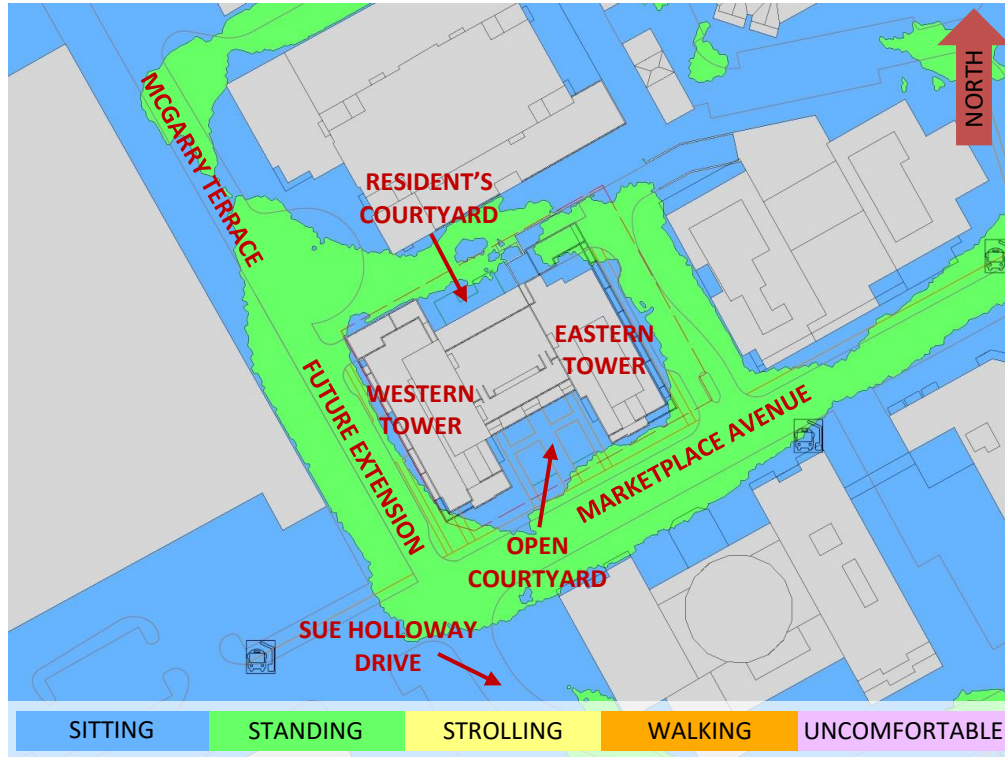 NORTH
MCGARRY TERRACE
RESIDENT'S
COURTYARD
EASTERN
TOWER
WESTERN
TOWER
FUTURE EXTENSION
MARKETPLACE AVENUE
OPEN
COURTYARD
SUE HOLLOWAY
DRIVE
SITTING
STANDING
STROLLING
WALKING
UNCOMFORTABLE